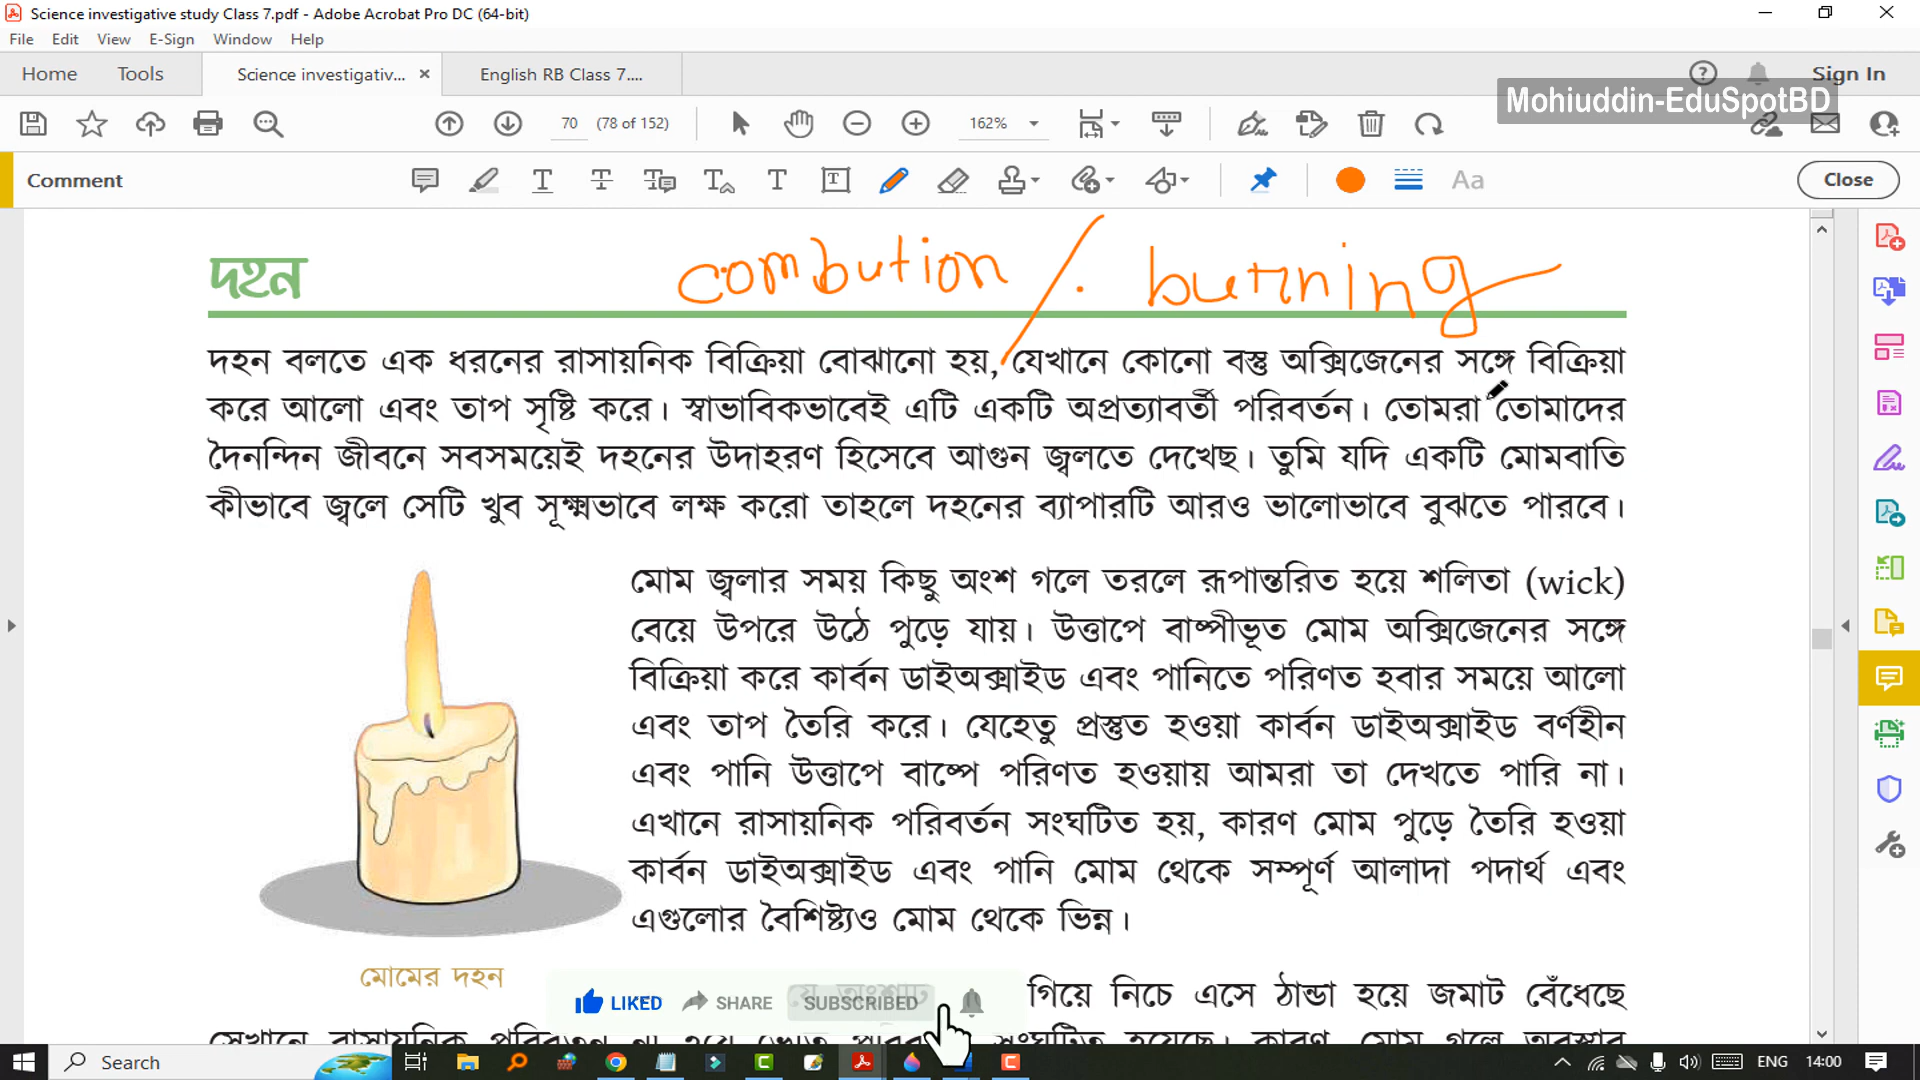 Science investigative study Class 7.pdf - Adobe Acrobat Pro DC (64-bit)
File Edit View E-Sign Window Help
Home Tools Science investigativ... × English RB Class 7.... Sign In
Mohiuddin-EduSpotBD
70 (78 of 152) 162%
Comment Aa Close
দহন combution / burning
দহন বলতে এক ধরনের রাসায়নিক বিক্রিয়া বোঝানো হয়, যেখানে কোনো বস্তু অক্সিজেনের সঙ্গে বিক্রিয়া
করে আলো এবং তাপ সৃষ্টি করে। স্বাভাবিকভাবেই এটি একটি অপ্রত্যাবর্তী পরিবর্তন। তোমরা তোমাদের
দৈনন্দিন জীবনে সবসময়েই দহনের উদাহরণ হিসেবে আগুন জ্বলতে দেখেছ। তুমি যদি একটি মোমবাতি
কীভাবে জ্বলে সেটি খুব সূক্ষ্মভাবে লক্ষ করো তাহলে দহনের ব্যাপারটি আরও ভালোভাবে বুঝতে পারবে।
মোম জ্বলার সময় কিছু অংশ গলে তরলে রূপান্তরিত হয়ে শলিতা (wick)
বেয়ে উপরে উঠে পুড়ে যায়। উত্তাপে বাষ্পীভূত মোম অক্সিজেনের সঙ্গে
বিক্রিয়া করে কার্বন ডাইঅক্সাইড এবং পানিতে পরিণত হবার সময়ে আলো
এবং তাপ তৈরি করে। যেহেতু প্রস্তুত হওয়া কার্বন ডাইঅক্সাইড বর্ণহীন
এবং পানি উত্তাপে বাষ্পে পরিণত হওয়ায় আমরা তা দেখতে পারি না।
এখানে রাসায়নিক পরিবর্তন সংঘটিত হয়, কারণ মোম পুড়ে তৈরি হওয়া
কার্বন ডাইঅক্সাইড এবং পানি মোম থেকে সম্পূর্ণ আলাদা পদার্থ এবং
এগুলোর বৈশিষ্ট্যও মোম থেকে ভিন্ন।
মোমের দহন
LIKED SHARE SUBSCRIBED
গিয়ে নিচে এসে ঠান্ডা হয়ে জমাট বেঁধেছে
Search ENG 14:00